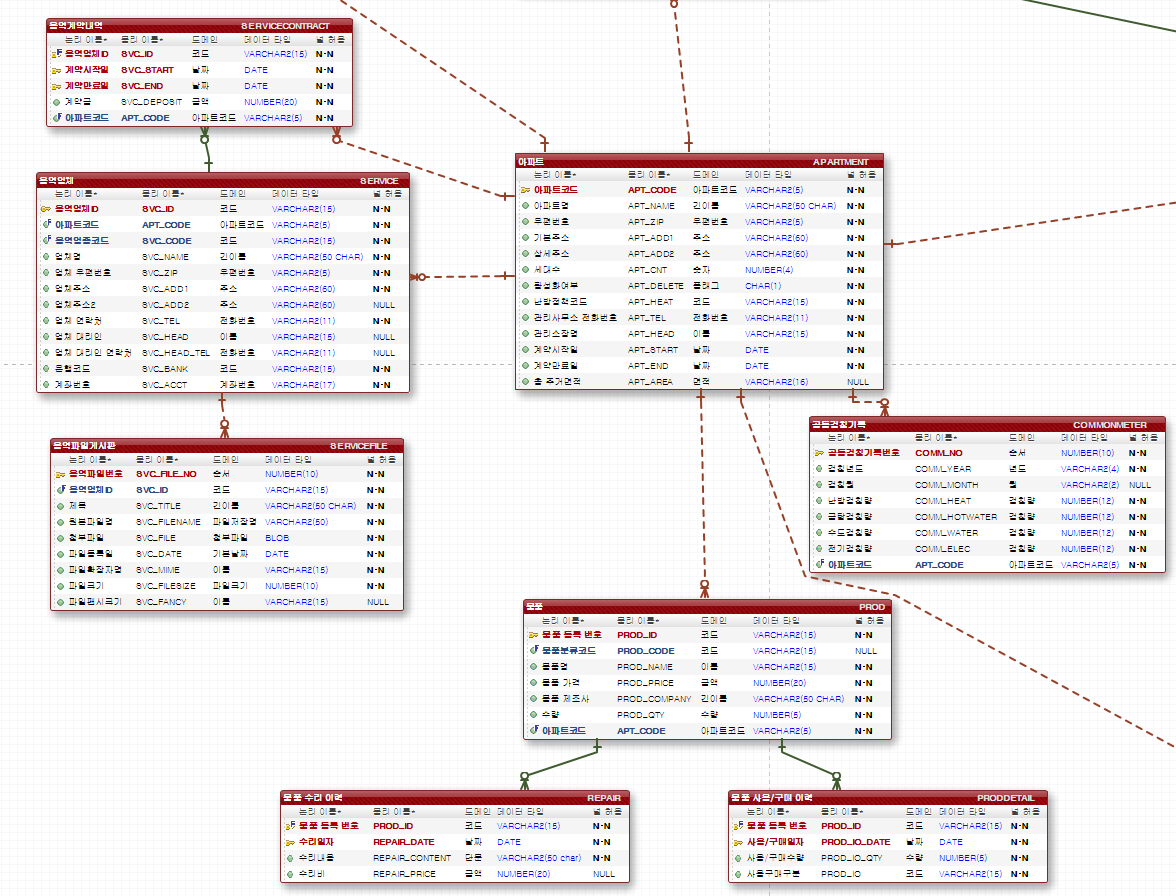 용역계약내역 SERVICECONTRACT
논리 이름* 물리 이름* 도메인 데이터 타입 널 허용
용역업체ID SVC_ID 코드 VARCHAR2(15) N-N
계약시작일 SVC_START 날짜 DATE N-N
계약만료일 SVC_END 날짜 DATE N-N
계약금 SVC_DEPOSIT 금액 NUMBER(20) N-N
아파트코드 APT_CODE 아파트코드 VARCHAR2(5) N-N
아파트 APARTMENT
논리 이름* 물리 이름* 도메인 데이터 타입 널 허용
아파트코드 APT_CODE 아파트코드 VARCHAR2(5) N-N
아파트명 APT_NAME 긴이름 VARCHAR2(50 CHAR) N-N
우편번호 APT_ZIP 우편번호 VARCHAR2(5) N-N
기본주소 APT_ADD1 주소 VARCHAR2(60) N-N
상세주소 APT_ADD2 주소 VARCHAR2(60) N-N
세대수 APT_CNT 숫자 NUMBER(4) N-N
활성화여부 APT_DELETE 플래그 CHAR(1) N-N
난방정책코드 APT_HEAT 코드 VARCHAR2(15) N-N
관리사무소 전화번호 APT_TEL 전화번호 VARCHAR2(11) N-N
관리소장명 APT_HEAD 이름 VARCHAR2(15) N-N
계약시작일 APT_START 날짜 DATE N-N
계약만료일 APT_END 날짜 DATE N-N
총 주거면적 APT_AREA 면적 VARCHAR2(16) NULL
용역업체 SERVICE
논리 이름* 물리 이름* 도메인 데이터 타입 널 허용
용역업체ID SVC_ID 코드 VARCHAR2(15) N-N
아파트코드 APT_CODE 아파트코드 VARCHAR2(5) N-N
용역업종코드 SVC_CODE 코드 VARCHAR2(15) N-N
업체명 SVC_NAME 긴이름 VARCHAR2(50 CHAR) N-N
업체 우편번호 SVC_ZIP 우편번호 VARCHAR2(5) N-N
업체주소 SVC_ADD1 주소 VARCHAR2(60) N-N
업체주소2 SVC_ADD2 주소 VARCHAR2(60) NULL
업체 연락처 SVC_TEL 전화번호 VARCHAR2(11) N-N
업체 대리인 SVC_HEAD 이름 VARCHAR2(15) NULL
업체 대리인 연락처 SVC_HEAD_TEL 전화번호 VARCHAR2(11) NULL
은행코드 SVC_BANK 코드 VARCHAR2(15) N-N
계좌번호 SVC_ACCT 계좌번호 VARCHAR2(17) N-N
공동검침기록 COMMONMETER
논리 이름* 물리 이름* 도메인 데이터 타입 널 허용
공동검침기록번호 COMM_NO 순서 NUMBER(10) N-N
검침년도 COMM_YEAR 년도 VARCHAR2(4) N-N
검침월 COMM_MONTH 월 VARCHAR2(2) NULL
난방검침량 COMM_HEAT 검침량 NUMBER(12) N-N
급탕검침량 COMM_HOTWATER 검침량 NUMBER(12) N-N
수도검침량 COMM_WATER 검침량 NUMBER(12) N-N
전기검침량 COMM_ELEC 검침량 NUMBER(12) N-N
아파트코드 APT_CODE 아파트코드 VARCHAR2(5) N-N
용역파일게시판 SERVICEFILE
논리 이름* 물리 이름* 도메인 데이터 타입 널 허용
용역파일번호 SVC_FILE_NO 순서 NUMBER(10) N-N
용역업체ID SVC_ID 코드 VARCHAR2(15) N-N
제목 SVC_TITLE 긴이름 VARCHAR2(50 CHAR) N-N
원본파일명 SVC_FILENAME 파일저장명 VARCHAR2(50) N-N
첨부파일 SVC_FILE 첨부파일 BLOB N-N
파일등록일 SVC_DATE 기본날짜 DATE N-N
파일확장자명 SVC_MIME 이름 VARCHAR2(15) N-N
파일크기 SVC_FILESIZE 파일크기 NUMBER(10) N-N
파일팬시크기 SVC_FANCY 이름 VARCHAR2(15) NULL
물품 PROD
논리 이름* 물리 이름* 도메인 데이터 타입 널 허용
물품 등록 번호 PROD_ID 코드 VARCHAR2(15) N-N
물품분류코드 PROD_CODE 코드 VARCHAR2(15) NULL
물품명 PROD_NAME 이름 VARCHAR2(15) N-N
물품 가격 PROD_PRICE 금액 NUMBER(20) N-N
물품 제조사 PROD_COMPANY 긴이름 VARCHAR2(50 CHAR) N-N
수량 PROD_QTY 수량 NUMBER(5) N-N
아파트코드 APT_CODE 아파트코드 VARCHAR2(5) N-N
물품 수리 이력 REPAIR
논리 이름* 물리 이름* 도메인 데이터 타입 널 허용
물품 등록 번호 PROD_ID 코드 VARCHAR2(15) N-N
수리일자 REPAIR_DATE 날짜 DATE N-N
수리내용 REPAIR_CONTENT 단문 VARCHAR2(50 char) N-N
수리비 REPAIR_PRICE 금액 NUMBER(20) NULL
물품 사용/구매 이력 PRODDETAIL
논리 이름* 물리 이름* 도메인 데이터 타입 널 허용
물품 등록 번호 PROD_ID 코드 VARCHAR2(15) N-N
사용/구매일자 PROD_IO_DATE 날짜 DATE N-N
사용/구매수량 PROD_IO_QTY 수량 NUMBER(5) N-N
사용구매구분 PROD_IO 코드 VARCHAR2(15) N-N